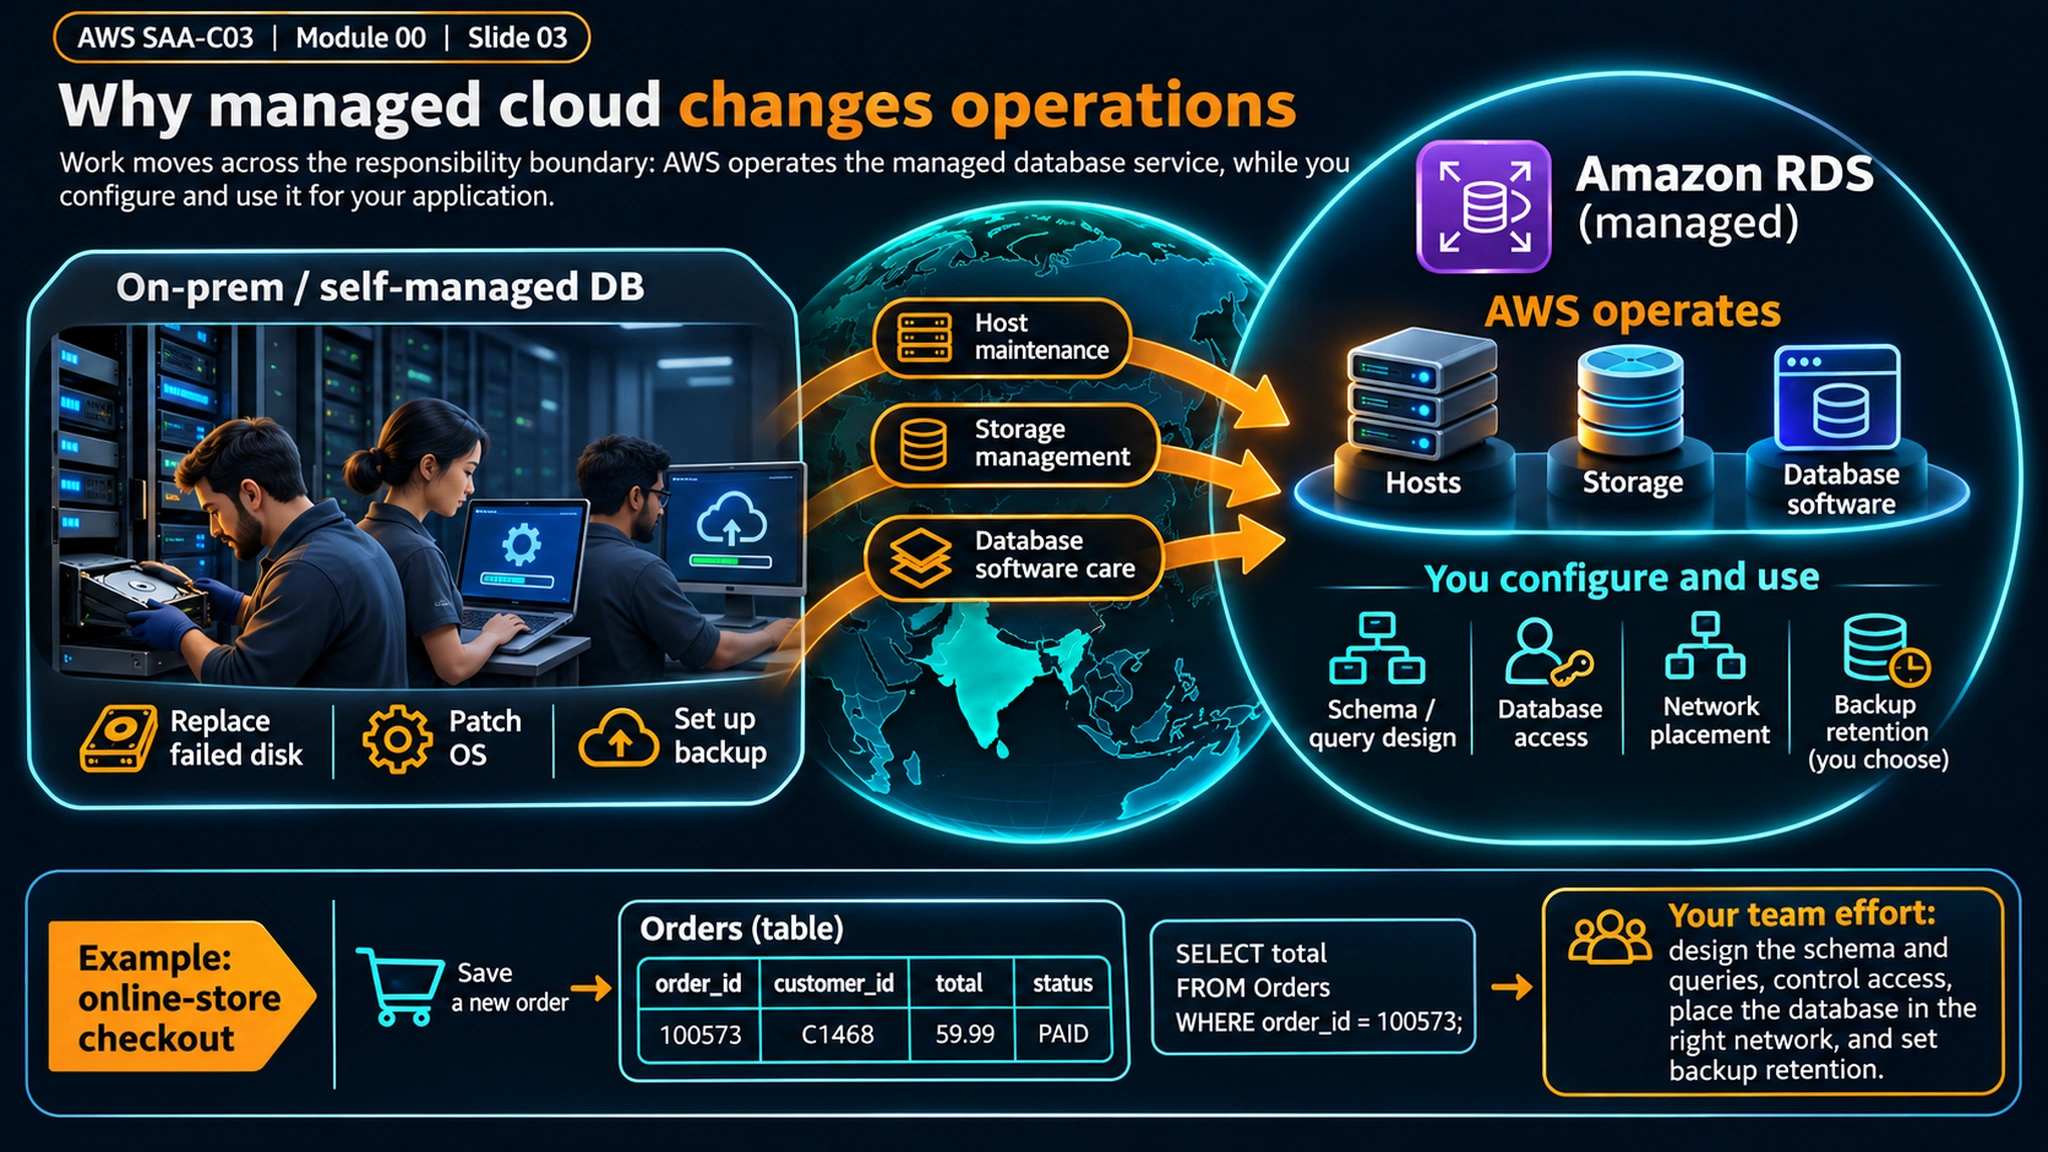 AWS SAA-C03 | Module 00 | Slide 03
Why managed cloud changes operations
Work moves across the responsibility boundary: AWS operates the managed database service, while you
configure and use it for your application.
On-prem / self-managed DB
Replace
failed disk
Patch
OS
Set up
backup
Host
maintenance
Storage
management
Database
software care
Amazon RDS
(managed)
AWS operates
Hosts
Storage
Database
software
You configure and use
Schema /
query design
Database
access
Network
placement
Backup
retention
(you choose)
Example:
online-store
checkout
Save
a new order
Orders (table)
order_id customer_id total status
100573 C1468 59.99 PAID
SELECT total
FROM Orders
WHERE order_id = 100573;
Your team effort:
design the schema and
queries, control access,
place the database in the
right network, and set
backup retention.